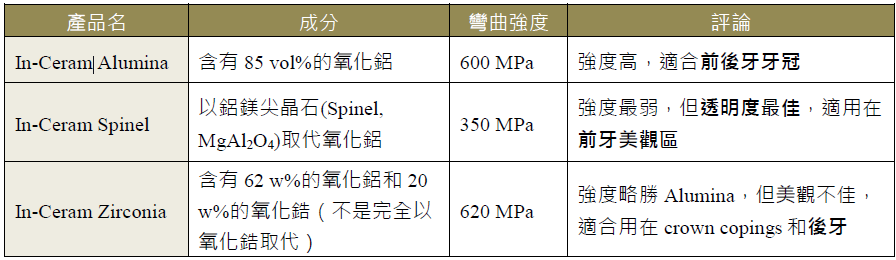 產品名 成分 彎曲強度 評論
In-Ceram Alumina 含有 85 vol%的氧化鋁 600 MPa 強度高，適合前後牙牙冠
In-Ceram Spinel 以鋁鎂尖晶石(Spinel, MgAl₂O₄)取代氧化鋁 350 MPa 強度最弱，但透明度最佳，適用在前牙美觀區
In-Ceram Zirconia 含有 62 w%的氧化鋁和 20 w%的氧化鋯（不是完全以氧化鋯取代） 620 MPa 強度略勝 Alumina，但美觀不佳，適合用在 crown copings 和後牙